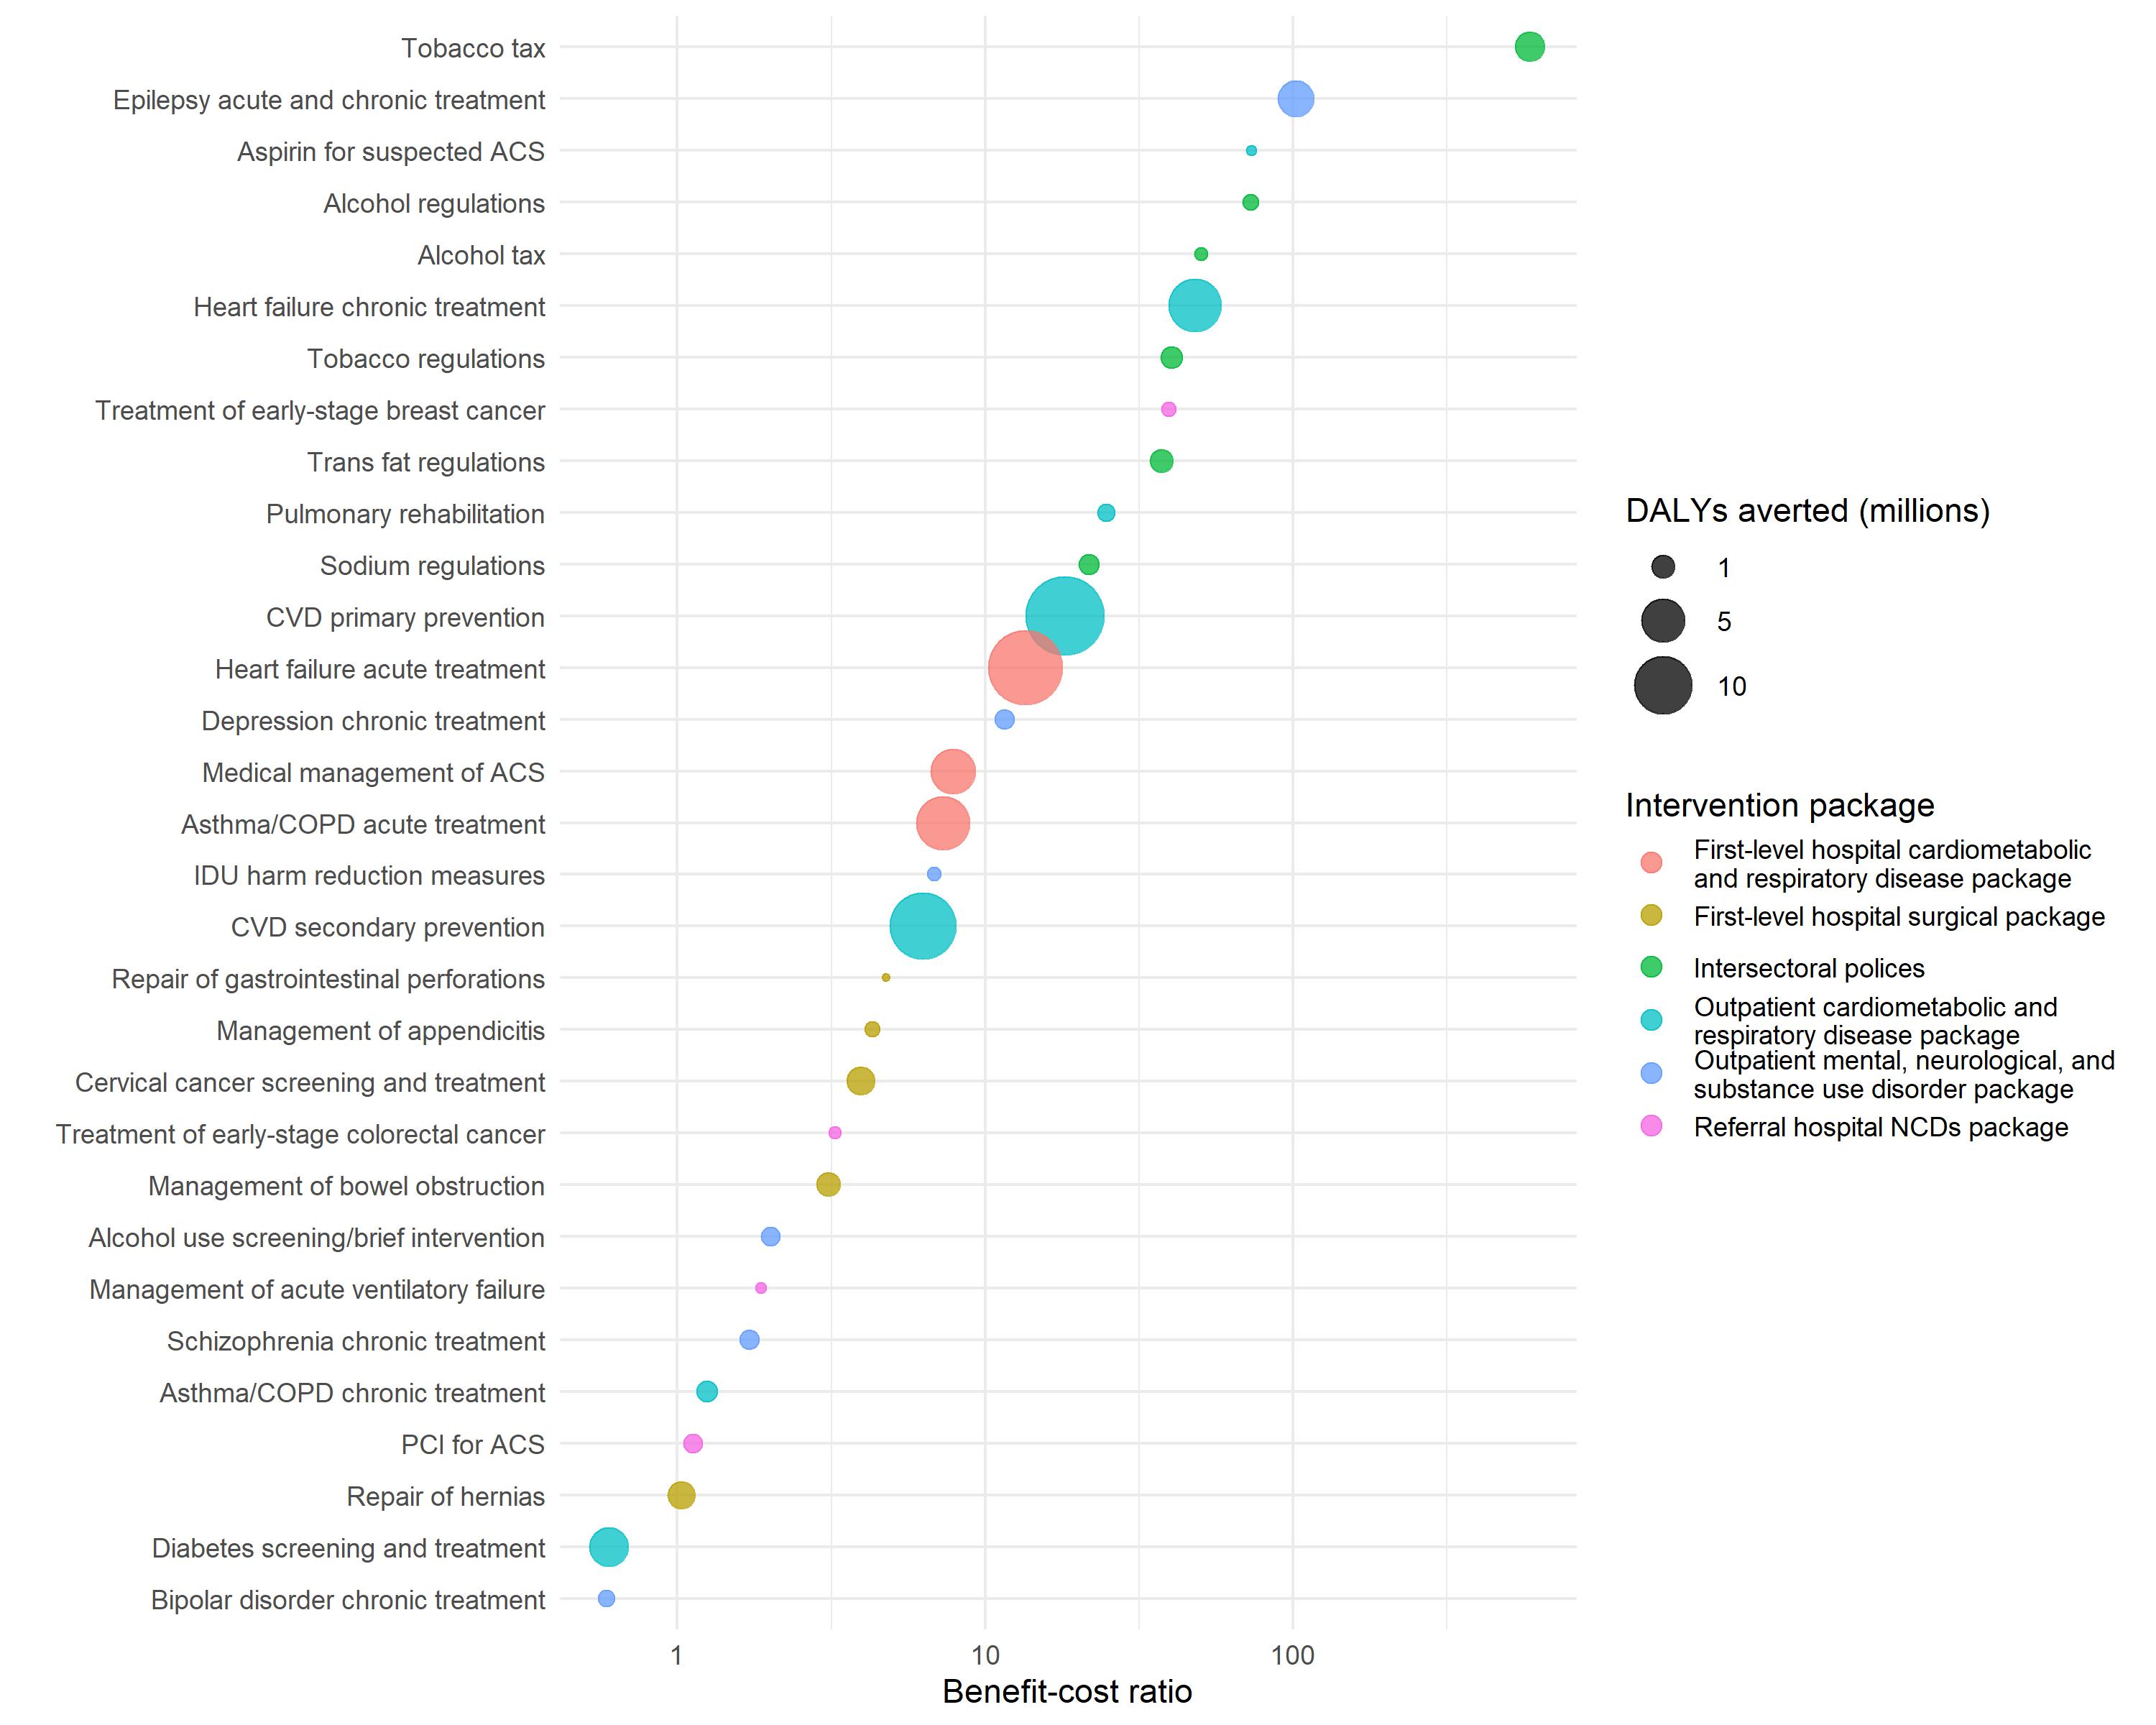 Tobacco tax
Epilepsy acute and chronic treatment
Aspirin for suspected ACS
Alcohol regulations
Alcohol tax
Heart failure chronic treatment
Tobacco regulations
Treatment of early-stage breast cancer
Trans fat regulations
Pulmonary rehabilitation
Sodium regulations
CVD primary prevention
Heart failure acute treatment
Depression chronic treatment
Medical management of ACS
Asthma/COPD acute treatment
IDU harm reduction measures
CVD secondary prevention
Repair of gastrointestinal perforations
Management of appendicitis
Cervical cancer screening and treatment
Treatment of early-stage colorectal cancer
Management of bowel obstruction
Alcohol use screening/brief intervention
Management of acute ventilatory failure
Schizophrenia chronic treatment
Asthma/COPD chronic treatment
PCI for ACS
Repair of hernias
Diabetes screening and treatment
Bipolar disorder chronic treatment
1
10
100
Benefit-cost ratio
DALYs averted (millions)
1
5
10
Intervention package
First-level hospital cardiometabolic
and respiratory disease package
First-level hospital surgical package
Intersectoral polices
Outpatient cardiometabolic and
respiratory disease package
Outpatient mental, neurological, and
substance use disorder package
Referral hospital NCDs package